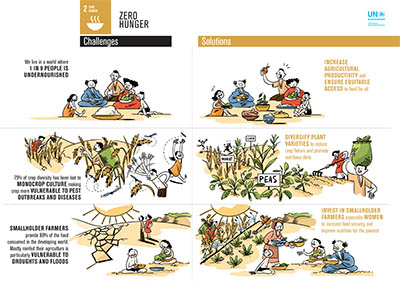 2 ZERO HUNGER
ZERO
HUNGER
UN
Challenges
Solutions
We live in a world where
1 IN 9 PEOPLE IS
UNDERNOURISHED
INCREASE
AGRICULTURAL
PRODUCTIVITY and
ENSURE EQUITABLE
ACCESS to food for all
75% of crop diversity has been lost to
MONOCROP CULTURE making
crop more VULNERABLE TO PEST
OUTBREAKS AND DISEASES
DIVERSIFY PLANT
VARIETIES to reduce
crop failure and promote
nutritious diets
PEAS
SMALLHOLDER FARMERS
provide 80% of the food
consumed in the developing world.
Mostly rainfed their agriculture is
particularly VULNERABLE TO
DROUGHTS AND FLOODS
INVEST IN SMALLHOLDER
FARMERS especially WOMEN
to increase food security and
improve nutrition for the poorest